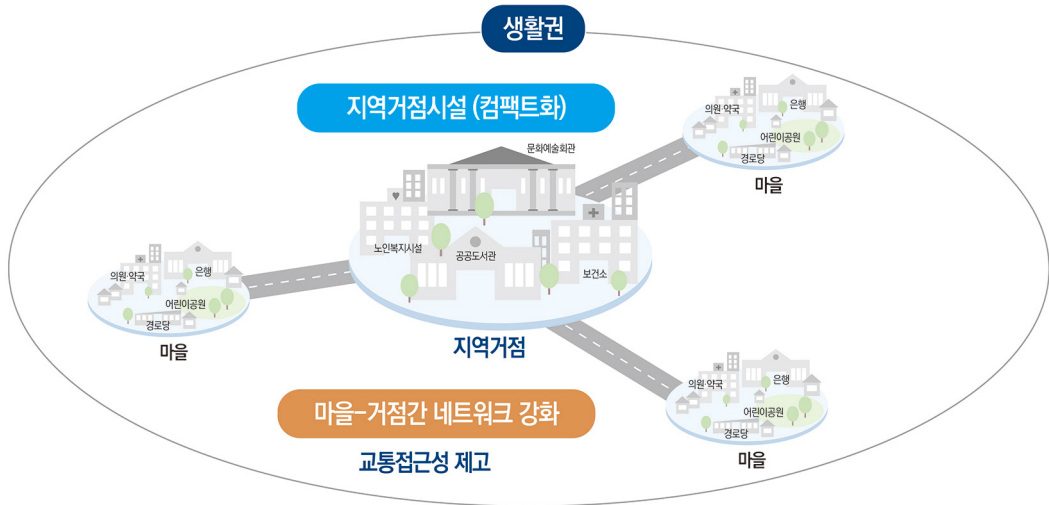 생활권
지역거점시설 (컴팩트화)
문화예술회관
노인복지시설
공공도서관
보건소
지역거점
의원·약국
은행
어린이공원
경로당
마을
의원·약국
은행
어린이공원
경로당
마을
의원·약국
은행
어린이공원
경로당
마을
마을-거점간 네트워크 강화
교통접근성 제고